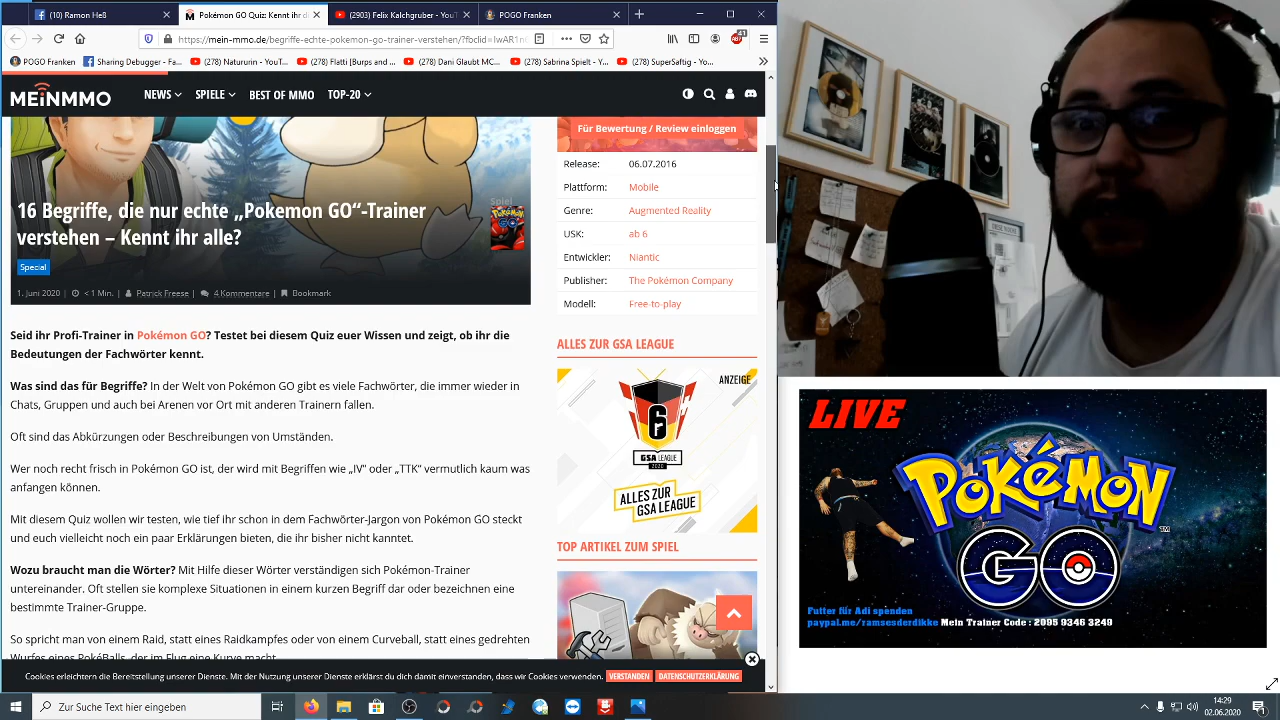 (10) Ramon Hoß
Pokémon GO Quiz: Kennt ihr di
(2903) Felix Kalchgruber - YouT
POGO Franken
https://mein-mmo.de/begriffe-echte-pokemon-go-trainer-verstehen/?fbclid=IwAR1n
41
POGO Franken
Sharing Debugger - Fa...
(278) Natururin - YouT...
(278) Flatti |Burps and ...
(278) Dani Glaubt MC...
(278) Sabrina Spielt - Y...
(278) "SuperSaftig - Yo...
MEiNMMO
NEWS
SPIELE
BEST OF MMO
TOP-20
16 Begriffe, die nur echte „Pokemon GO“-Trainer
verstehen – Kennt ihr alle?
Spiel
Special
1. Juni 2020
< 1 Min.
Patrick Freese
4 Kommentare
Bookmark
Seid ihr Profi-Trainer in Pokémon GO? Testet bei diesem Quiz euer Wissen und zeigt, ob ihr die
Bedeutungen der Fachwörter kennt.
Was sind das für Begriffe? In der Welt von Pokémon GO gibt es viele Fachwörter, die immer wieder in
Chats, Gruppen und auch bei Arenen vor Ort mit anderen Trainern fallen.
Oft sind das Abkürzungen oder Beschreibungen von Umständen.
Wer noch recht frisch in Pokémon GO ist, der wird mit Begriffen wie „IV“ oder „TTK“ vermutlich kaum was
anfangen können.
Mit diesem Quiz wollen wir testen, wie tief ihr schon in dem Fachwörter-Jargon von Pokémon GO steckt
und euch vielleicht noch ein paar Erklärungen bieten, die ihr bisher nicht kanntet.
Wozu braucht man die Wörter? Mit Hilfe dieser Wörter verständigen sich Pokémon-Trainer
untereinander. Oft stellen sie komplexe Situationen in einem kurzen Begriff dar oder bezeichnen eine
bestimmte Trainer-Gruppe.
So spricht man von einem Raid, statt eines Raidkampfes oder von einem Curveball, statt eines gedrehten
Wurfes eines PokéBalls, der im Flug eine Kurve macht.
Für Bewertung / Review einloggen
Release: 06.07.2016
Plattform: Mobile
Genre: Augmented Reality
USK: ab 6
Entwickler: Niantic
Publisher: The Pokémon Company
Modell: Free-to-play
ALLES ZUR GSA LEAGUE
ANZEIGE
GSA LEAGUE
2020
ALLES ZUR
GSA LEAGUE
TOP ARTIKEL ZUM SPIEL
Cookies erleichtern die Bereitstellung unserer Dienste. Mit der Nutzung unserer Dienste erklärst du dich damit einverstanden, dass wir Cookies verwenden.
VERSTANDEN
DATENSCHUTZERKLÄRUNG
LIVE
POKéMON
TM
GO
Futter für Adi spenden
paypal.me/ramsesderdikke Mein Trainer Code : 2095 9346 3249
Zur Suche Text hier eingeben
14:29
02.06.2020